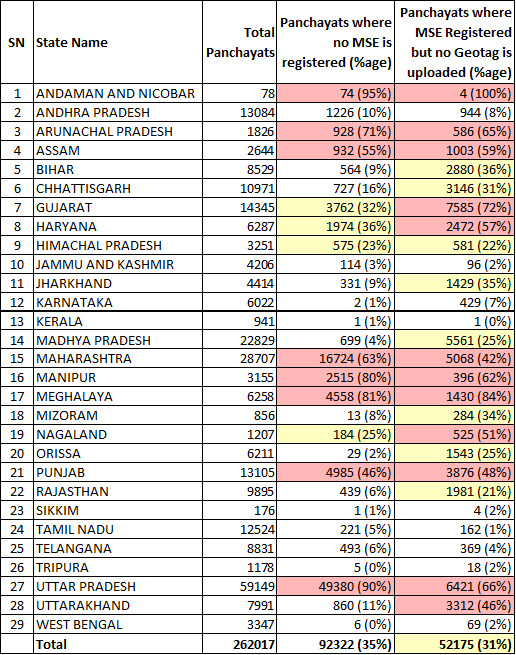 SN State Name Total Panchayats Panchayats where no MSE is registered (%age) Panchayats where MSE Registered but no Geotag is uploaded (%age)
1 ANDAMAN AND NICOBAR 78 74 (95%) 4 (100%)
2 ANDHRA PRADESH 13084 1226 (10%) 944 (8%)
3 ARUNACHAL PRADESH 1826 928 (71%) 586 (65%)
4 ASSAM 2644 932 (55%) 1003 (59%)
5 BIHAR 8529 564 (9%) 2880 (36%)
6 CHHATTISGARH 10971 727 (16%) 3146 (31%)
7 GUJARAT 14345 3762 (32%) 7585 (72%)
8 HARYANA 6287 1974 (36%) 2472 (57%)
9 HIMACHAL PRADESH 3251 575 (23%) 581 (22%)
10 JAMMU AND KASHMIR 4206 114 (3%) 96 (2%)
11 JHARKHAND 4414 331 (9%) 1429 (35%)
12 KARNATAKA 6022 2 (1%) 429 (7%)
13 KERALA 941 1 (1%) 1 (0%)
14 MADHYA PRADESH 22829 699 (4%) 5561 (25%)
15 MAHARASHTRA 28707 16724 (63%) 5068 (42%)
16 MANIPUR 3155 2515 (80%) 396 (62%)
17 MEGHALAYA 6258 4558 (81%) 1430 (84%)
18 MIZORAM 856 13 (8%) 284 (34%)
19 NAGALAND 1207 184 (25%) 525 (51%)
20 ORISSA 6211 29 (2%) 1543 (25%)
21 PUNJAB 13105 4985 (46%) 3876 (48%)
22 RAJASTHAN 9895 439 (6%) 1981 (21%)
23 SIKKIM 176 1 (1%) 4 (2%)
24 TAMIL NADU 12524 221 (5%) 162 (1%)
25 TELANGANA 8831 493 (6%) 369 (4%)
26 TRIPURA 1178 5 (0%) 18 (2%)
27 UTTAR PRADESH 59149 49380 (90%) 6421 (66%)
28 UTTARAKHAND 7991 860 (11%) 3312 (46%)
29 WEST BENGAL 3347 6 (0%) 69 (2%)
Total 262017 92322 (35%) 52175 (31%)